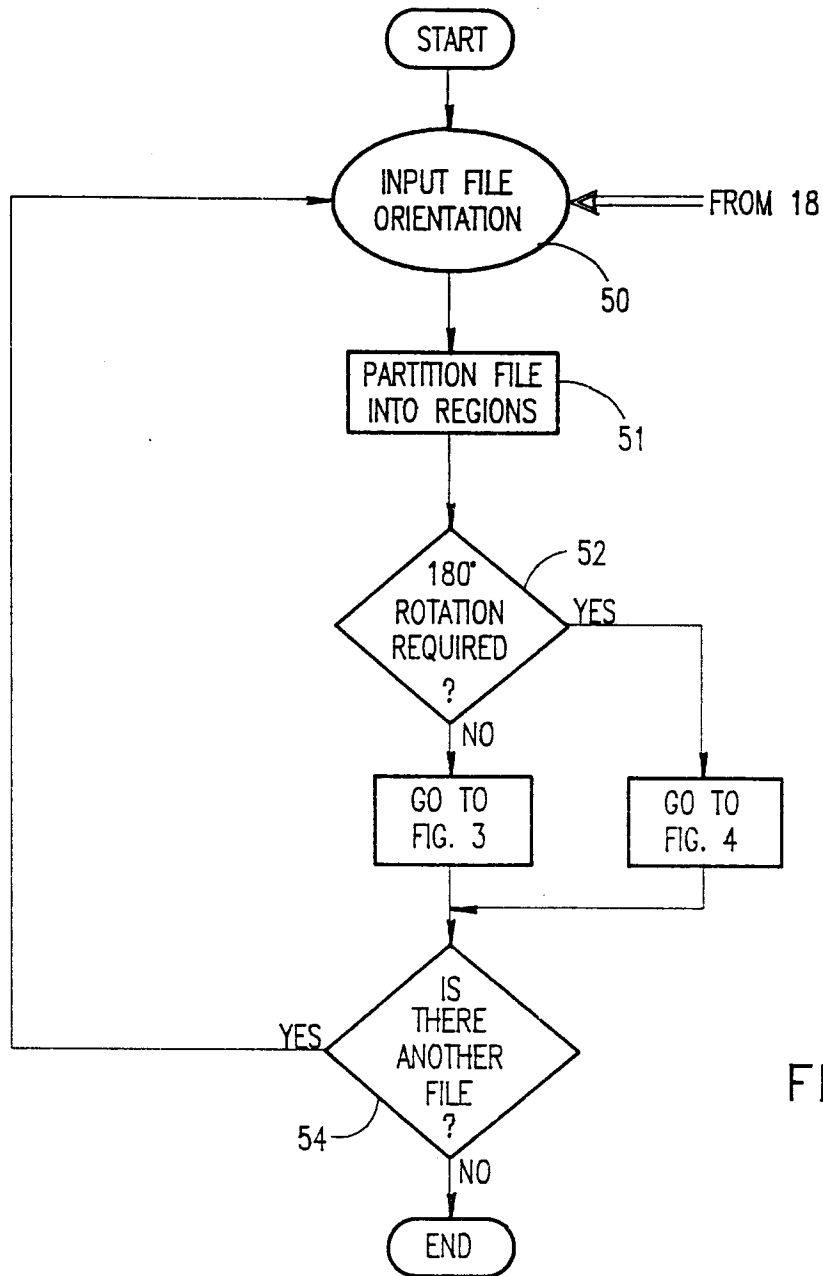 START
INPUT FILE
ORIENTATION
FROM 18
50
PARTITION FILE
INTO REGIONS
51
52
180°
ROTATION
REQUIRED
?
YES
NO
GO TO
FIG. 3
GO TO
FIG. 4
IS
THERE
ANOTHER
FILE
?
YES
54
NO
END